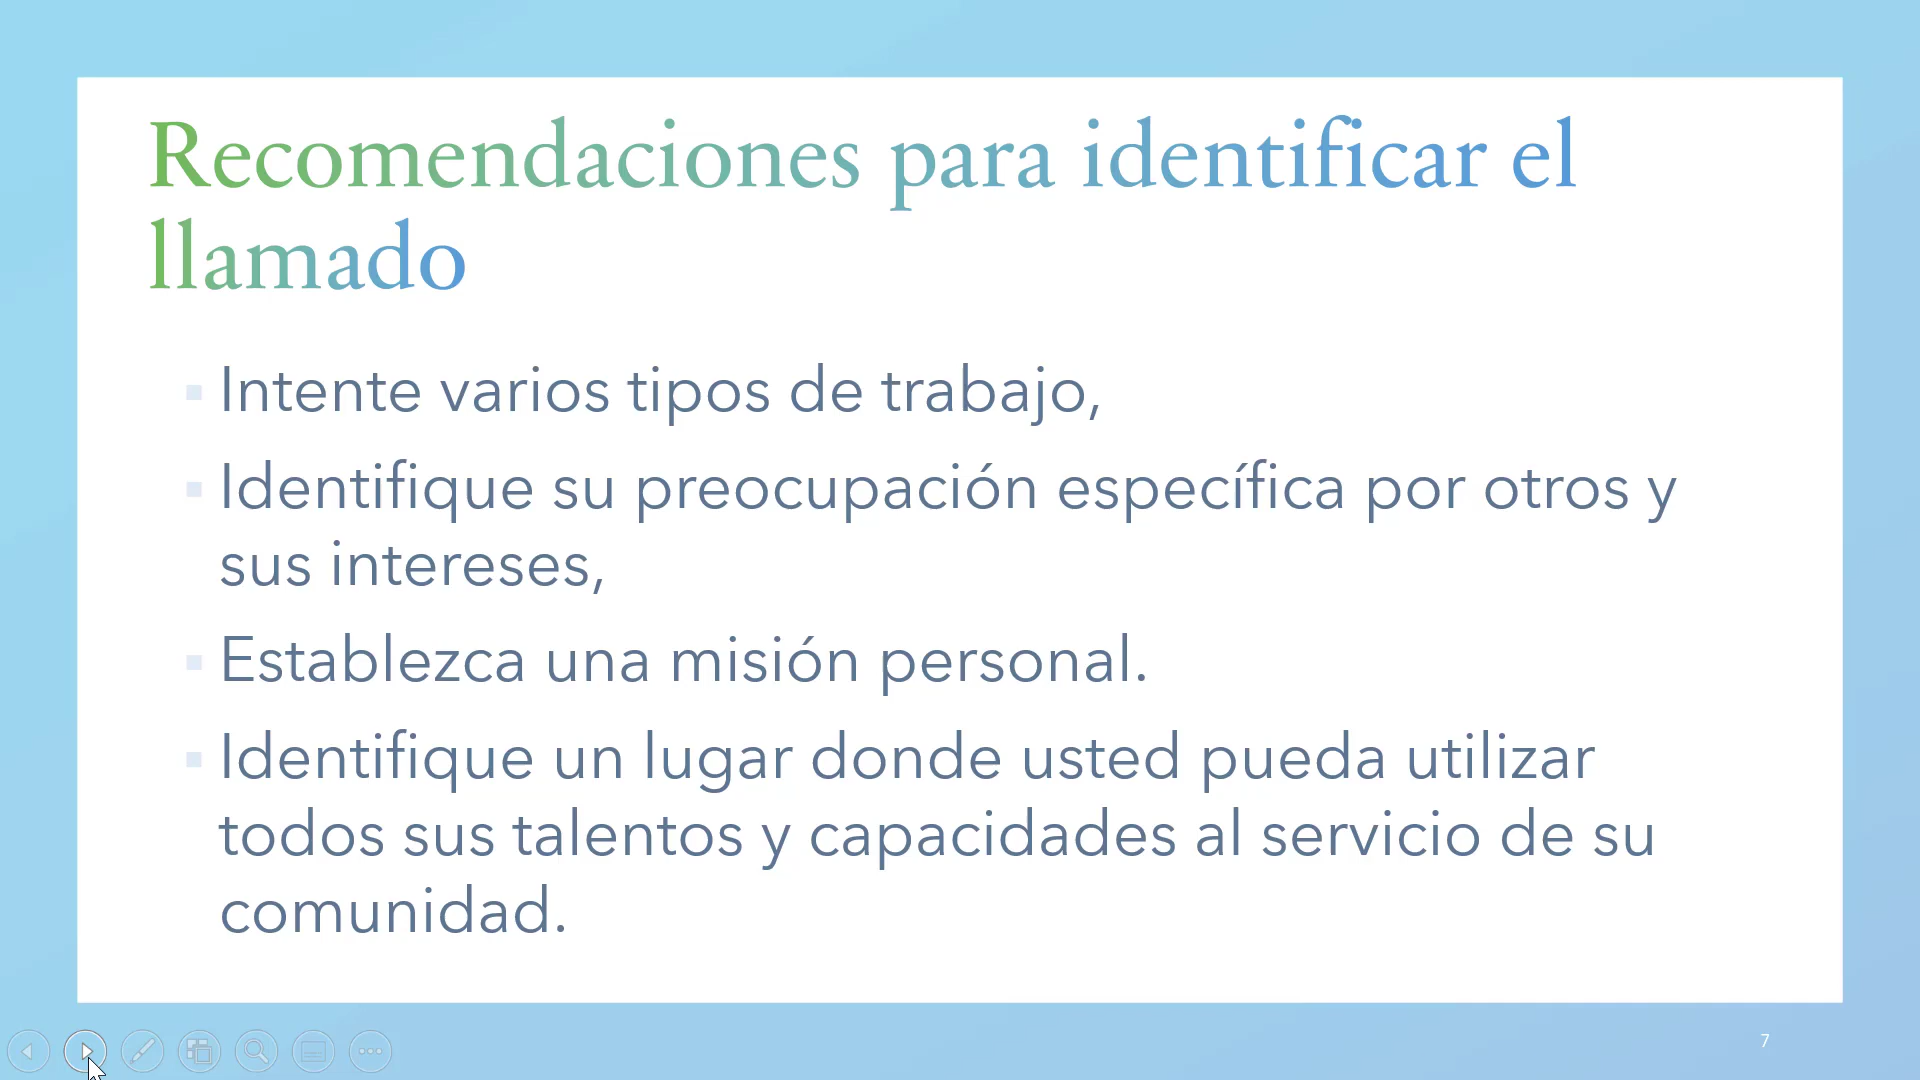 Recomendaciones para identificar el
llamado
Intente varios tipos de trabajo,
Identifique su preocupación específica por otros y
sus intereses,
Establezca una misión personal.
Identifique un lugar donde usted pueda utilizar
todos sus talentos y capacidades al servicio de su
comunidad.
7